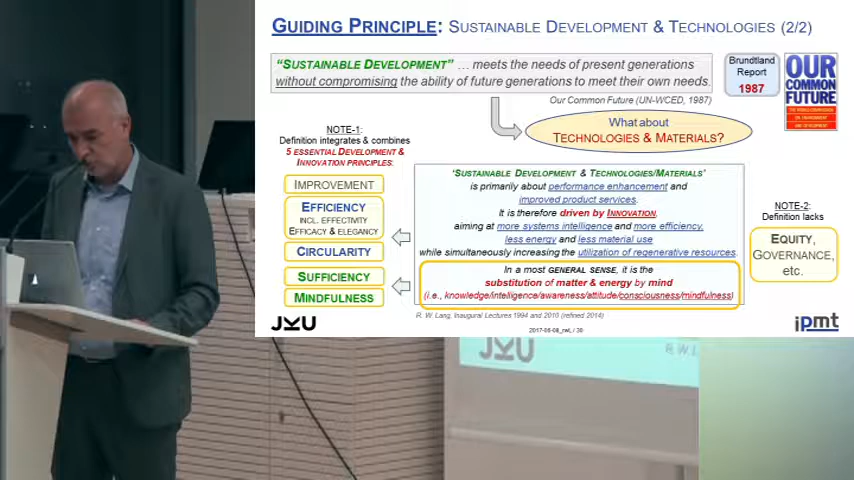 GUIDING PRINCIPLE: SUSTAINABLE DEVELOPMENT & TECHNOLOGIES (2/2)
“SUSTAINABLE DEVELOPMENT” … meets the needs of present generations
without compromising the ability of future generations to meet their own needs.
Our Common Future (UN-WCED, 1987)
Brundtland
Report
1987
OUR
COMMON
FUTURE
What about
TECHNOLOGIES & MATERIALS?
NOTE-1:
Definition integrates & combines
5 ESSENTIAL DEVELOPMENT &
INNOVATION PRINCIPLES:
IMPROVEMENT
EFFICIENCY
INCL. EFFECTIVITY
EFFICACY & ELEGANCY
CIRCULARITY
SUFFICIENCY
MINDFULNESS
‘SUSTAINABLE DEVELOPMENT & TECHNOLOGIES/MATERIALS’
is primarily about performance enhancement and
improved product services.
It is therefore driven by INNOVATION,
aiming at more systems intelligence and more efficiency,
less energy and less material use
while simultaneously increasing the utilization of regenerative resources.
In a most GENERAL SENSE, it is the
substitution of matter & energy by mind
(i.e., knowledge/intelligence/awareness/attitude/consciousness/mindfulness)
NOTE-2:
Definition lacks
EQUITY,
GOVERNANCE,
etc.
R. W. Lang, Inaugural Lectures 1994 and 2010 (refined 2014)
JKU
ipmt
JKU
R.W.L